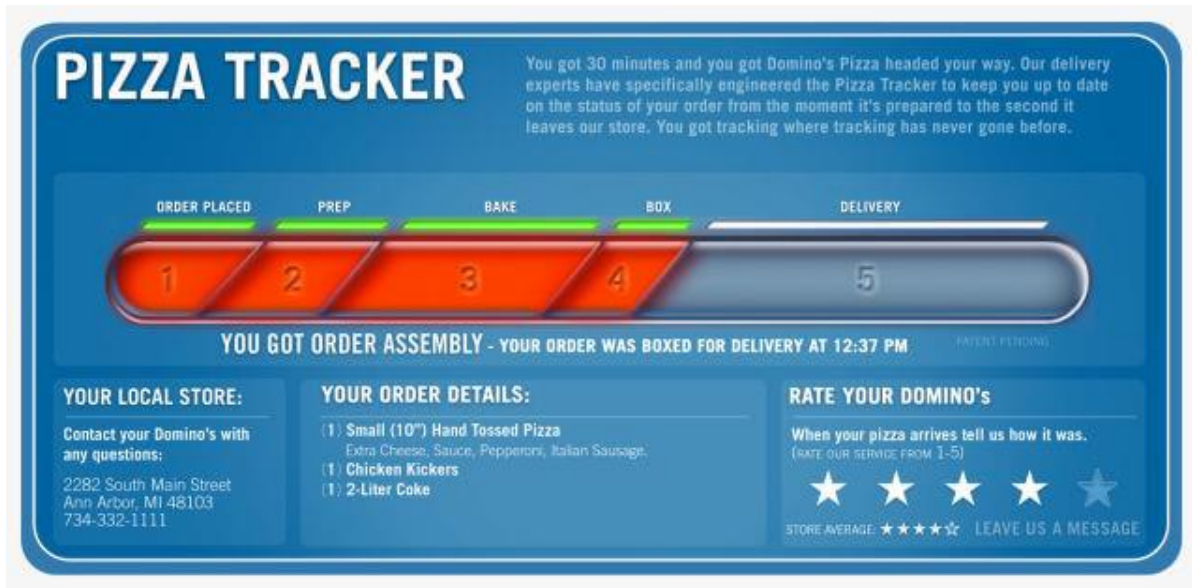 PIZZA TRACKER
You got 30 minutes and you got Domino's Pizza headed your way. Our delivery
experts have specifically engineered the Pizza Tracker to keep you up to date
on the status of your order from the moment it's prepared to the second it
leaves our store. You got tracking where tracking has never gone before.
ORDER PLACED PREP BAKE BOX DELIVERY
1 2 3 4 5
YOU GOT ORDER ASSEMBLY - YOUR ORDER WAS BOXED FOR DELIVERY AT 12:37 PM
PATENT PENDING
YOUR LOCAL STORE:
Contact your Domino's with
any questions:
2282 South Main Street
Ann Arbor, MI 48103
734-332-1111
YOUR ORDER DETAILS:
(1) Small (10") Hand Tossed Pizza
Extra Cheese, Sauce, Pepperoni, Italian Sausage.
(1) Chicken Kickers
(1) 2-Liter Coke
RATE YOUR DOMINO's
When your pizza arrives tell us how it was.
(RATE OUR SERVICE FROM 1-5)
STORE AVERAGE: ★★★★☆ LEAVE US A MESSAGE